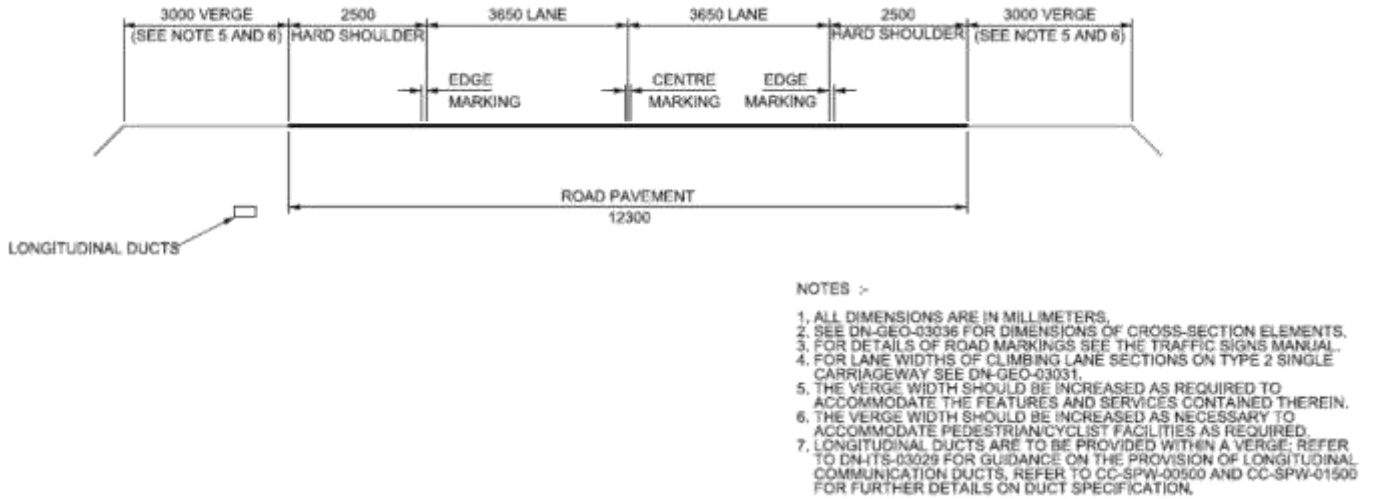 3000 VERGE 2500 3650 LANE 3650 LANE 2500 3000 VERGE
(SEE NOTE 5 AND 6) HARD SHOULDER HARD SHOULDER (SEE NOTE 5 AND 6)
EDGE CENTRE EDGE
MARKING MARKING MARKING
ROAD PAVEMENT
12300
LONGITUDINAL DUCTS
NOTES :-
1. ALL DIMENSIONS ARE IN MILLIMETERS.
2. SEE DN-GEO-03036 FOR DIMENSIONS OF CROSS-SECTION ELEMENTS.
3. FOR DETAILS OF ROAD MARKINGS SEE THE TRAFFIC SIGNS MANUAL.
4. FOR LANE WIDTHS OF CLIMBING LANE SECTIONS ON TYPE 2 SINGLE
CARRIAGEWAY SEE DN-GEO-03031.
5. THE VERGE WIDTH SHOULD BE INCREASED AS REQUIRED TO
ACCOMMODATE THE FEATURES AND SERVICES CONTAINED THEREIN.
6. THE VERGE WIDTH SHOULD BE INCREASED AS NECESSARY TO
ACCOMMODATE PEDESTRIAN/CYCLIST FACILITIES AS REQUIRED.
7. LONGITUDINAL DUCTS ARE TO BE PROVIDED WITHIN A VERGE; REFER
TO DN-ITS-03029 FOR GUIDANCE ON THE PROVISION OF LONGITUDINAL
COMMUNICATION DUCTS, REFER TO CC-SPW-00500 AND CC-SPW-01500
FOR FURTHER DETAILS ON DUCT SPECIFICATION.